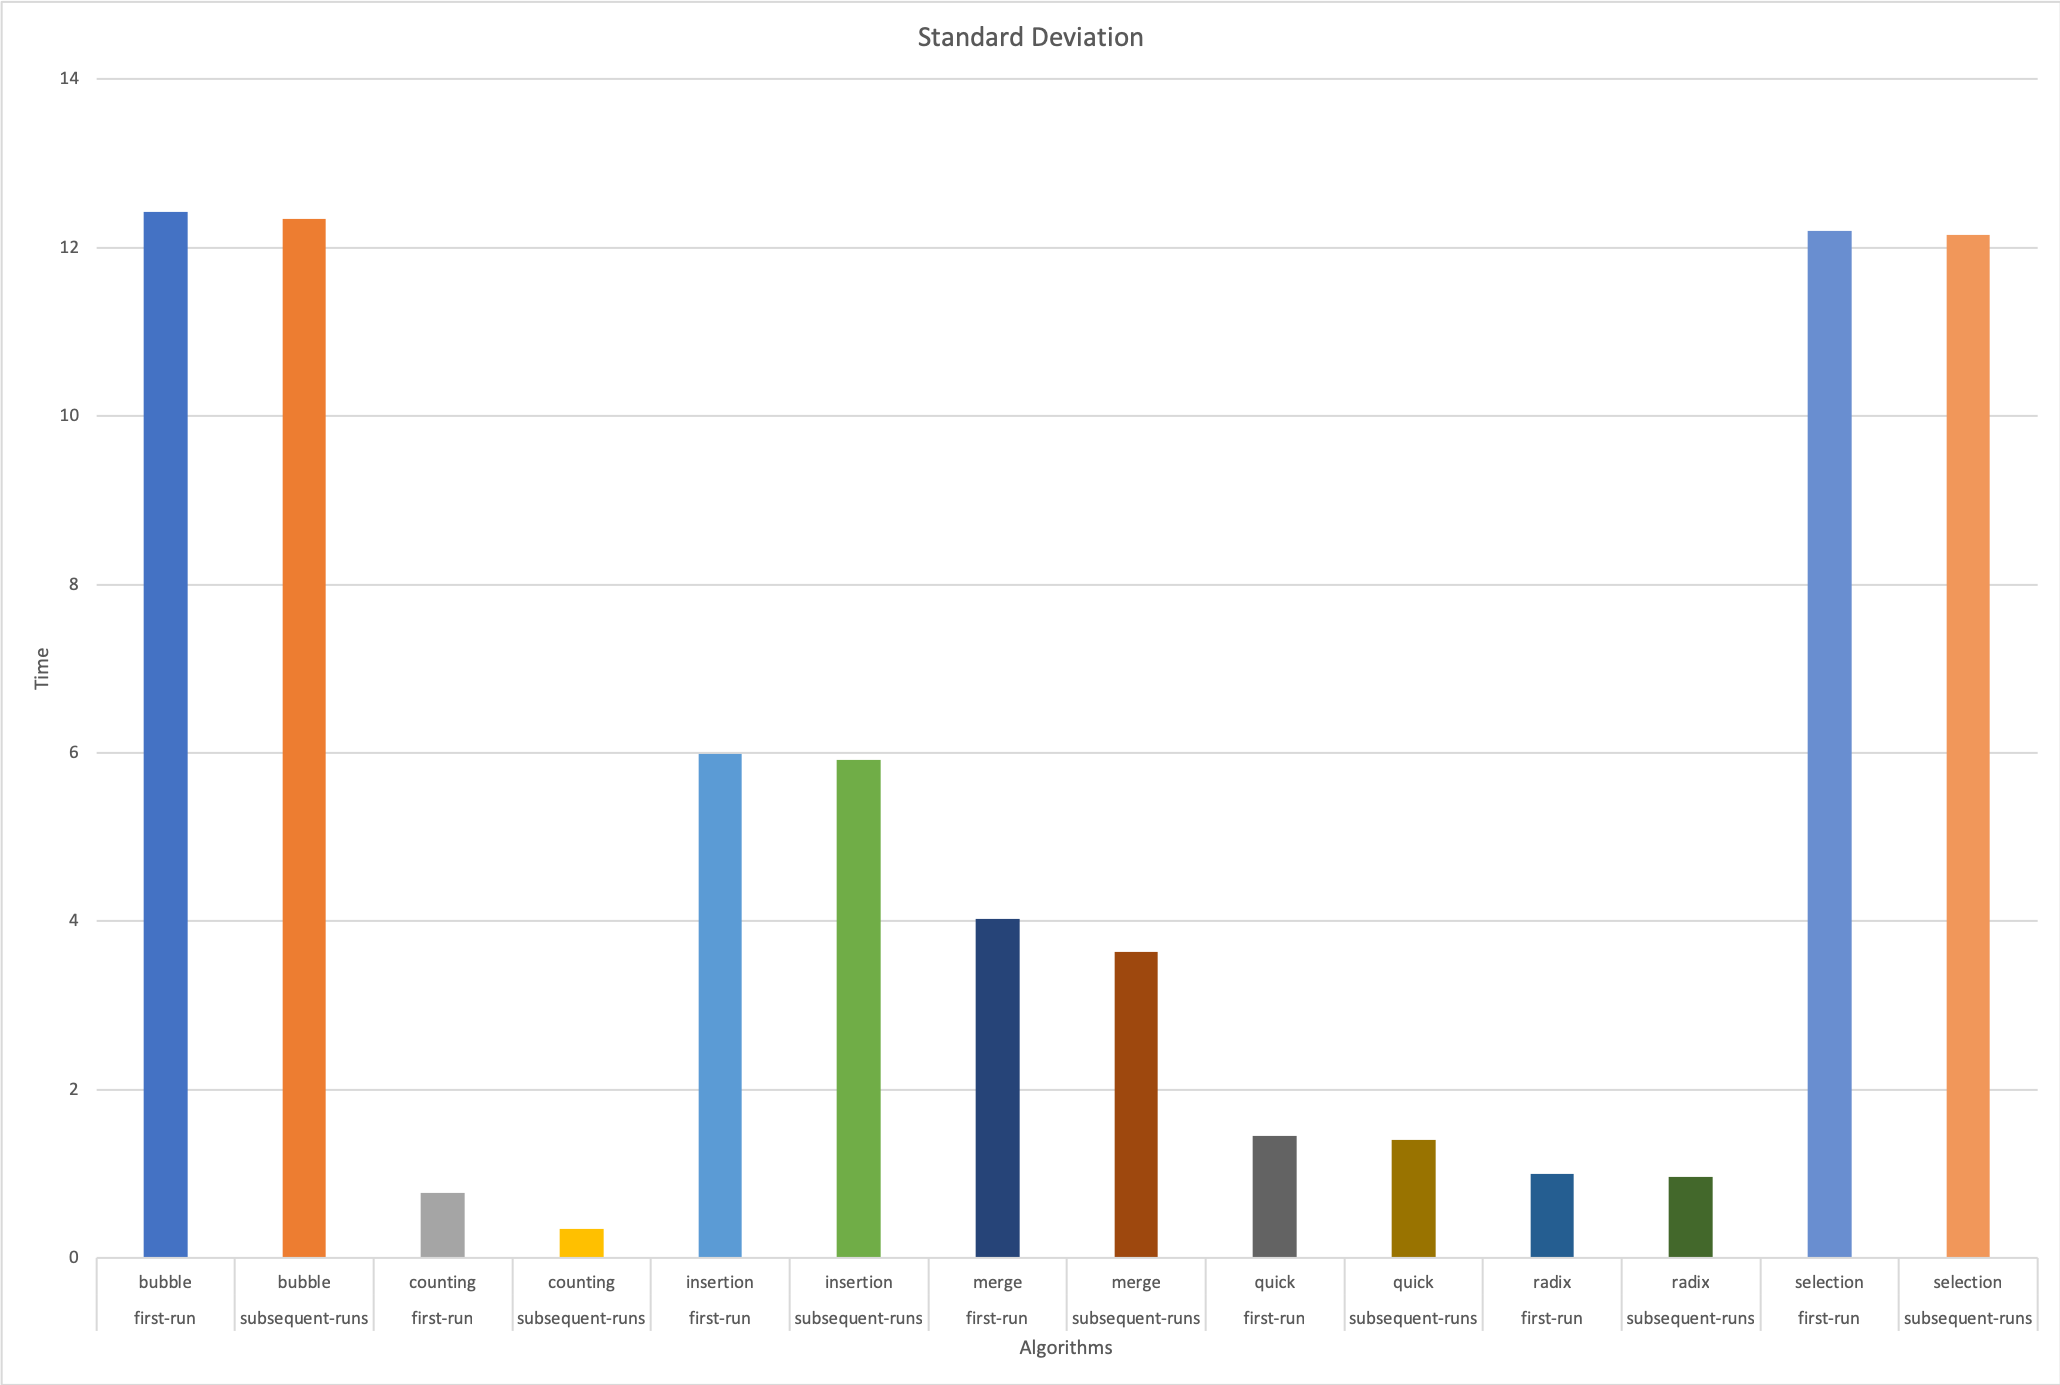 Standard Deviation
14
12
10
8
6
4
2
0
Time
bubble bubble counting counting insertion insertion merge merge quick quick radix radix selection selection
first-run subsequent-runs first-run subsequent-runs first-run subsequent-runs first-run subsequent-runs first-run subsequent-runs first-run subsequent-runs first-run subsequent-runs
Algorithms